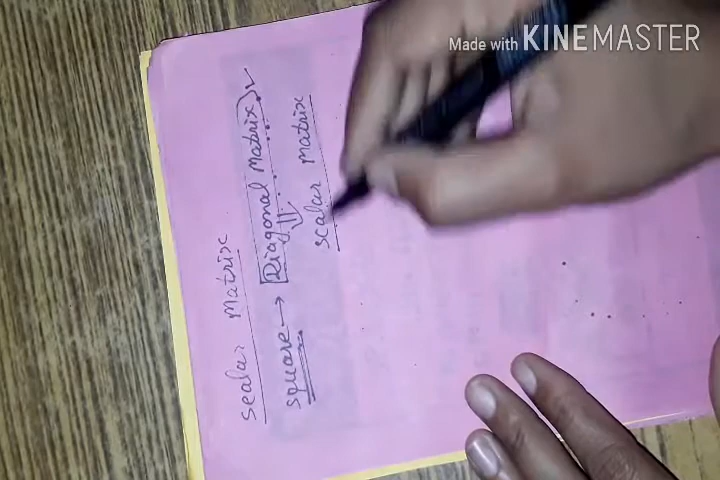 Scalar Matrix
square → Diagonal Matrix ✓
⇓
scalar Matrix
Made with KINEMASTER